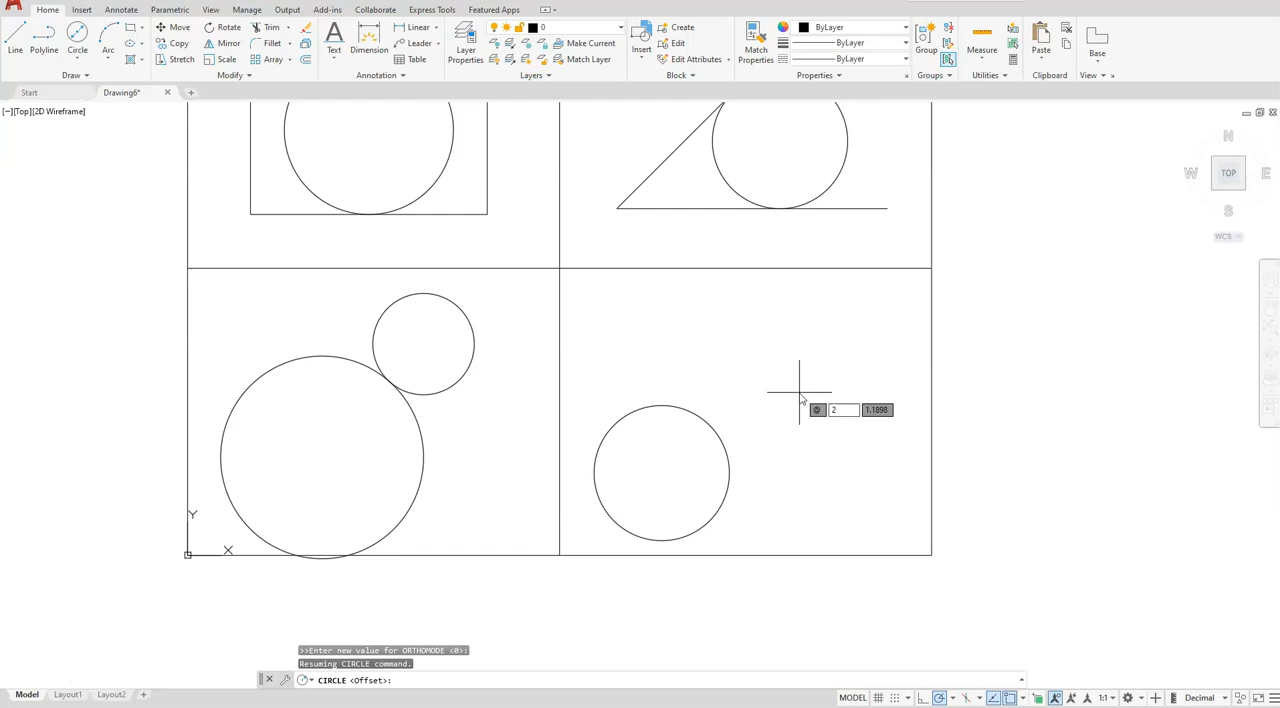 Home Insert Annotate Parametric View Manage Output Add-ins Collaborate Express Tools Featured Apps
Line Polyline Circle Arc Move Rotate Trim Text Dimension Linear Layer Properties 0 Insert Create Match Properties ByLayer Group Measure Paste Base
Copy Mirror Fillet Leader Make Current Edit ByLayer
Stretch Scale Array Table Match Layer Edit Attributes ByLayer
Draw Modify Annotation Layers Block Properties Groups Utilities Clipboard View
Start Drawing6*
[−][Top][2D Wireframe]
N
W TOP E
S
WCS
@ 2 1.1898
Y
X
>>Enter new value for ORTHOMODE <0>:
Resuming CIRCLE command.
CIRCLE <Offset>:
Model Layout1 Layout2 MODEL 1:1 Decimal